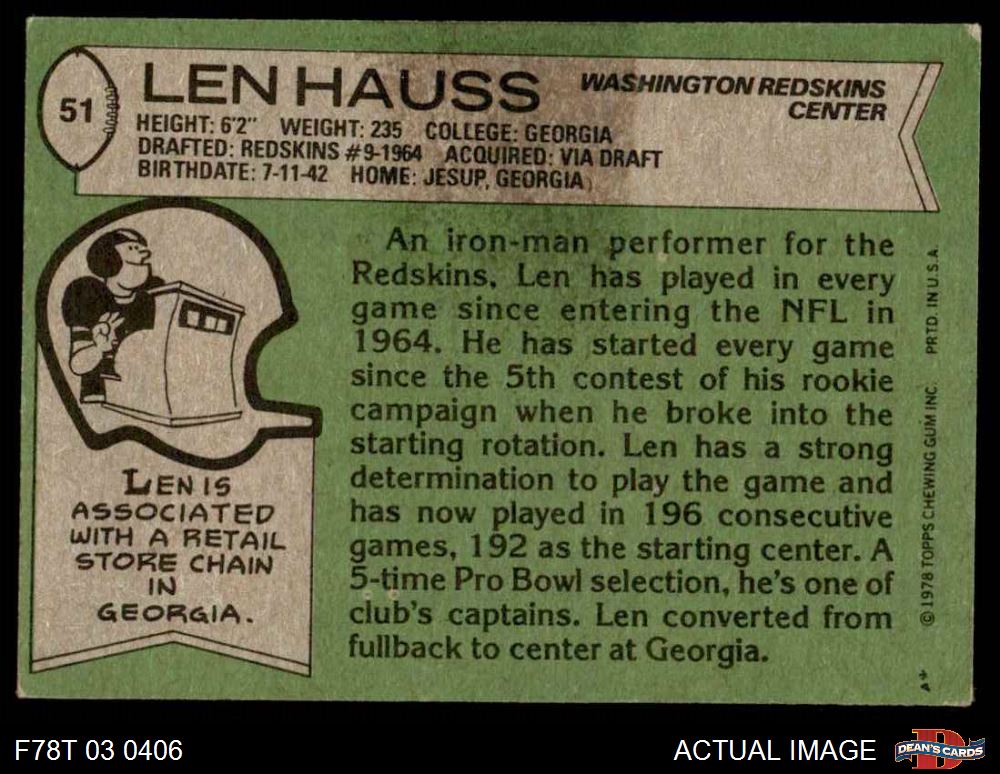 51
LEN HAUSS
WASHINGTON REDSKINS
CENTER
HEIGHT: 6'2" WEIGHT: 235 COLLEGE: GEORGIA
DRAFTED: REDSKINS #9-1964 ACQUIRED: VIA DRAFT
BIRTHDATE: 7-11-42 HOME: JESUP, GEORGIA
An iron-man performer for the
Redskins, Len has played in every
game since entering the NFL in
1964. He has started every game
since the 5th contest of his rookie
campaign when he broke into the
starting rotation. Len has a strong
determination to play the game and
has now played in 196 consecutive
games, 192 as the starting center. A
5-time Pro Bowl selection, he's one of
club's captains. Len converted from
fullback to center at Georgia.
LEN IS
ASSOCIATED
WITH A RETAIL
STORE CHAIN
IN
GEORGIA.
A*
© 1978 TOPPS CHEWING GUM INC. PRTD. IN U.S.A.
F78T 03 0406
ACTUAL IMAGE
D
DEAN'S CARDS